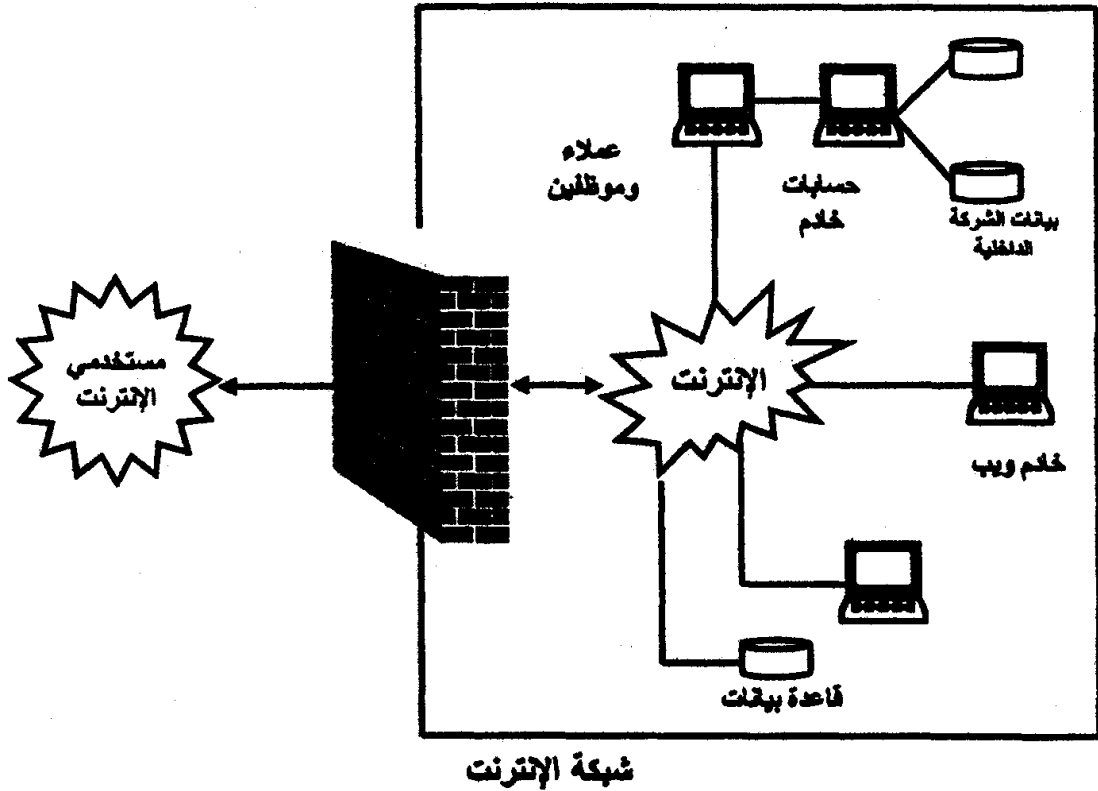 عملاء
وموظفين
حسابات
خادم
بيانات الشركة
الداخلية
مستخدمي
الإنترنت
الإنترنت
خادم ويب
قاعدة بيانات
شبكة الإنترنت